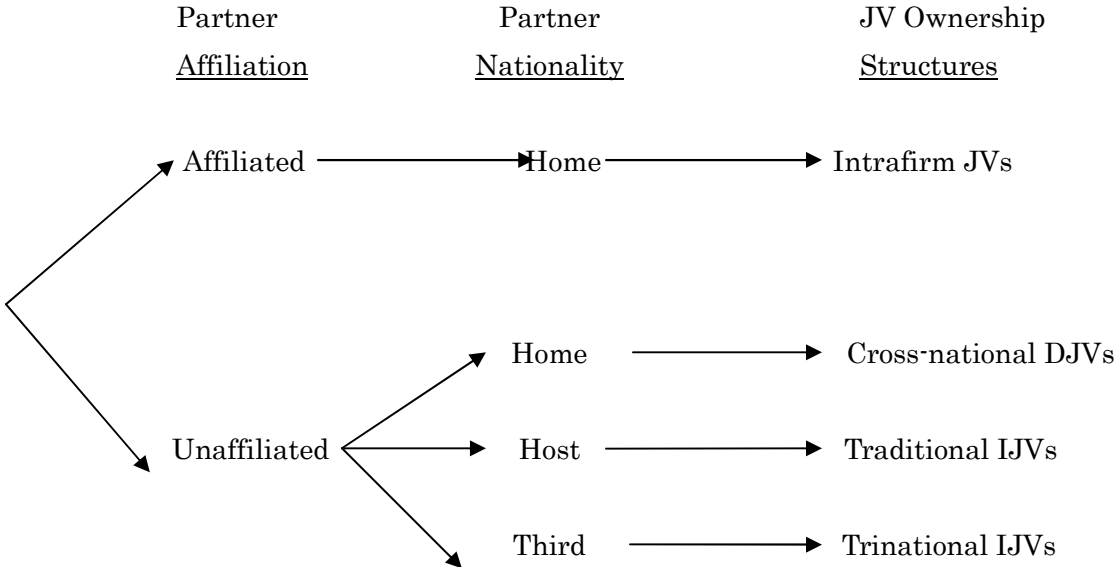 Partner Partner JV Ownership
Affiliation Nationality Structures
Affiliated Home Intrafirm JVs
Home Cross-national DJVs
Unaffiliated Host Traditional IJVs
Third Trinational IJVs